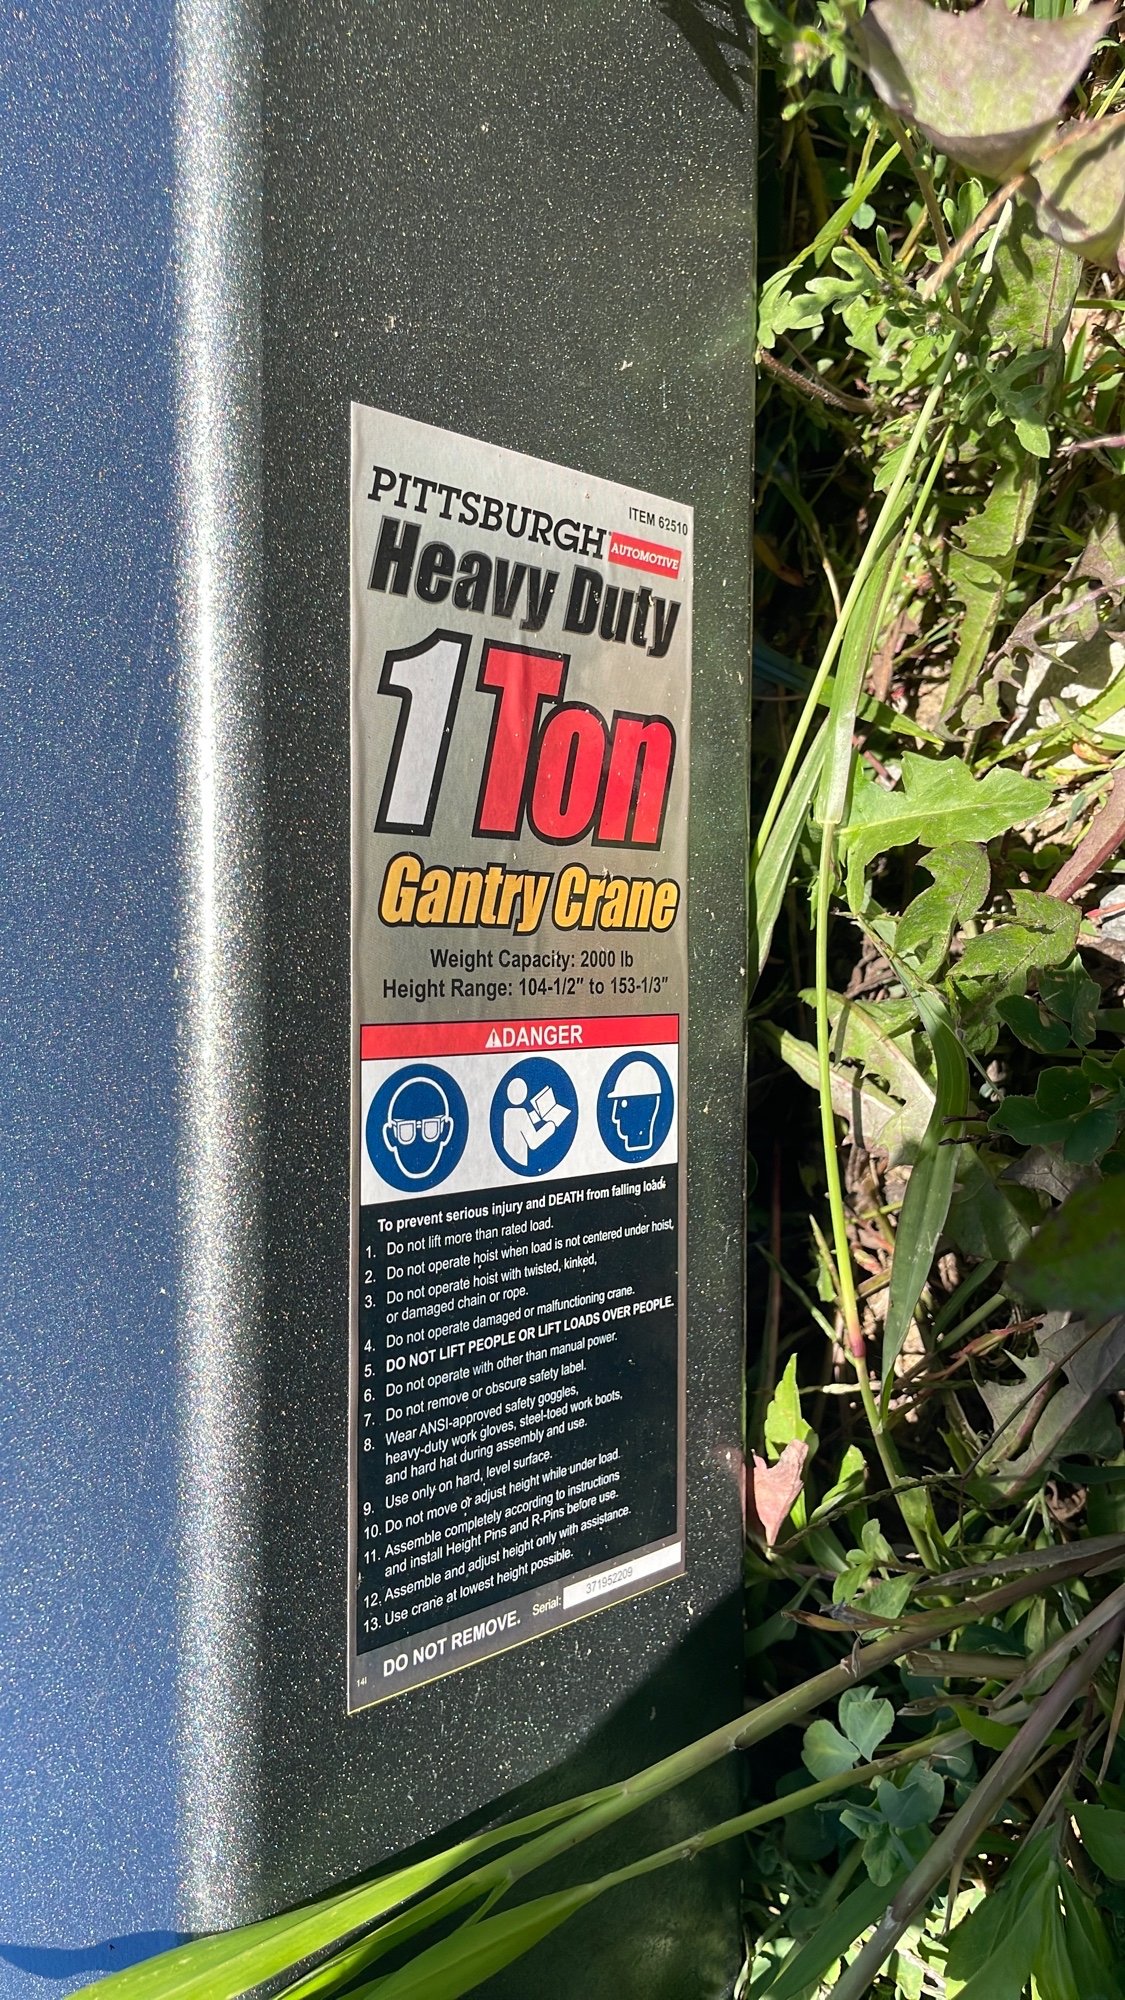 ITEM 62510
PITTSBURGH
AUTOMOTIVE
Heavy Duty
1 Ton
Gantry Crane
Weight Capacity: 2000 lb
Height Range: 104-1/2" to 153-1/3"
DANGER
To prevent serious injury and DEATH from falling load:
1. Do not lift more than rated load.
2. Do not operate hoist when load is not centered under hoist.
3. Do not operate hoist with twisted, kinked,
or damaged chain or rope.
4. Do not operate damaged or malfunctioning crane.
5. DO NOT LIFT PEOPLE OR LIFT LOADS OVER PEOPLE.
6. Do not operate with other than manual power.
7. Do not remove or obscure safety label.
8. Wear ANSI-approved safety goggles,
heavy-duty work gloves, steel-toed work boots,
and hard hat during assembly and use.
9. Use only on hard, level surface.
10. Do not move or adjust height while under load.
11. Assemble completely according to instructions
and install Height Pins and R-Pins before use.
12. Assemble and adjust height only with assistance.
13. Use crane at lowest height possible.
14I DO NOT REMOVE. Serial: 371952209